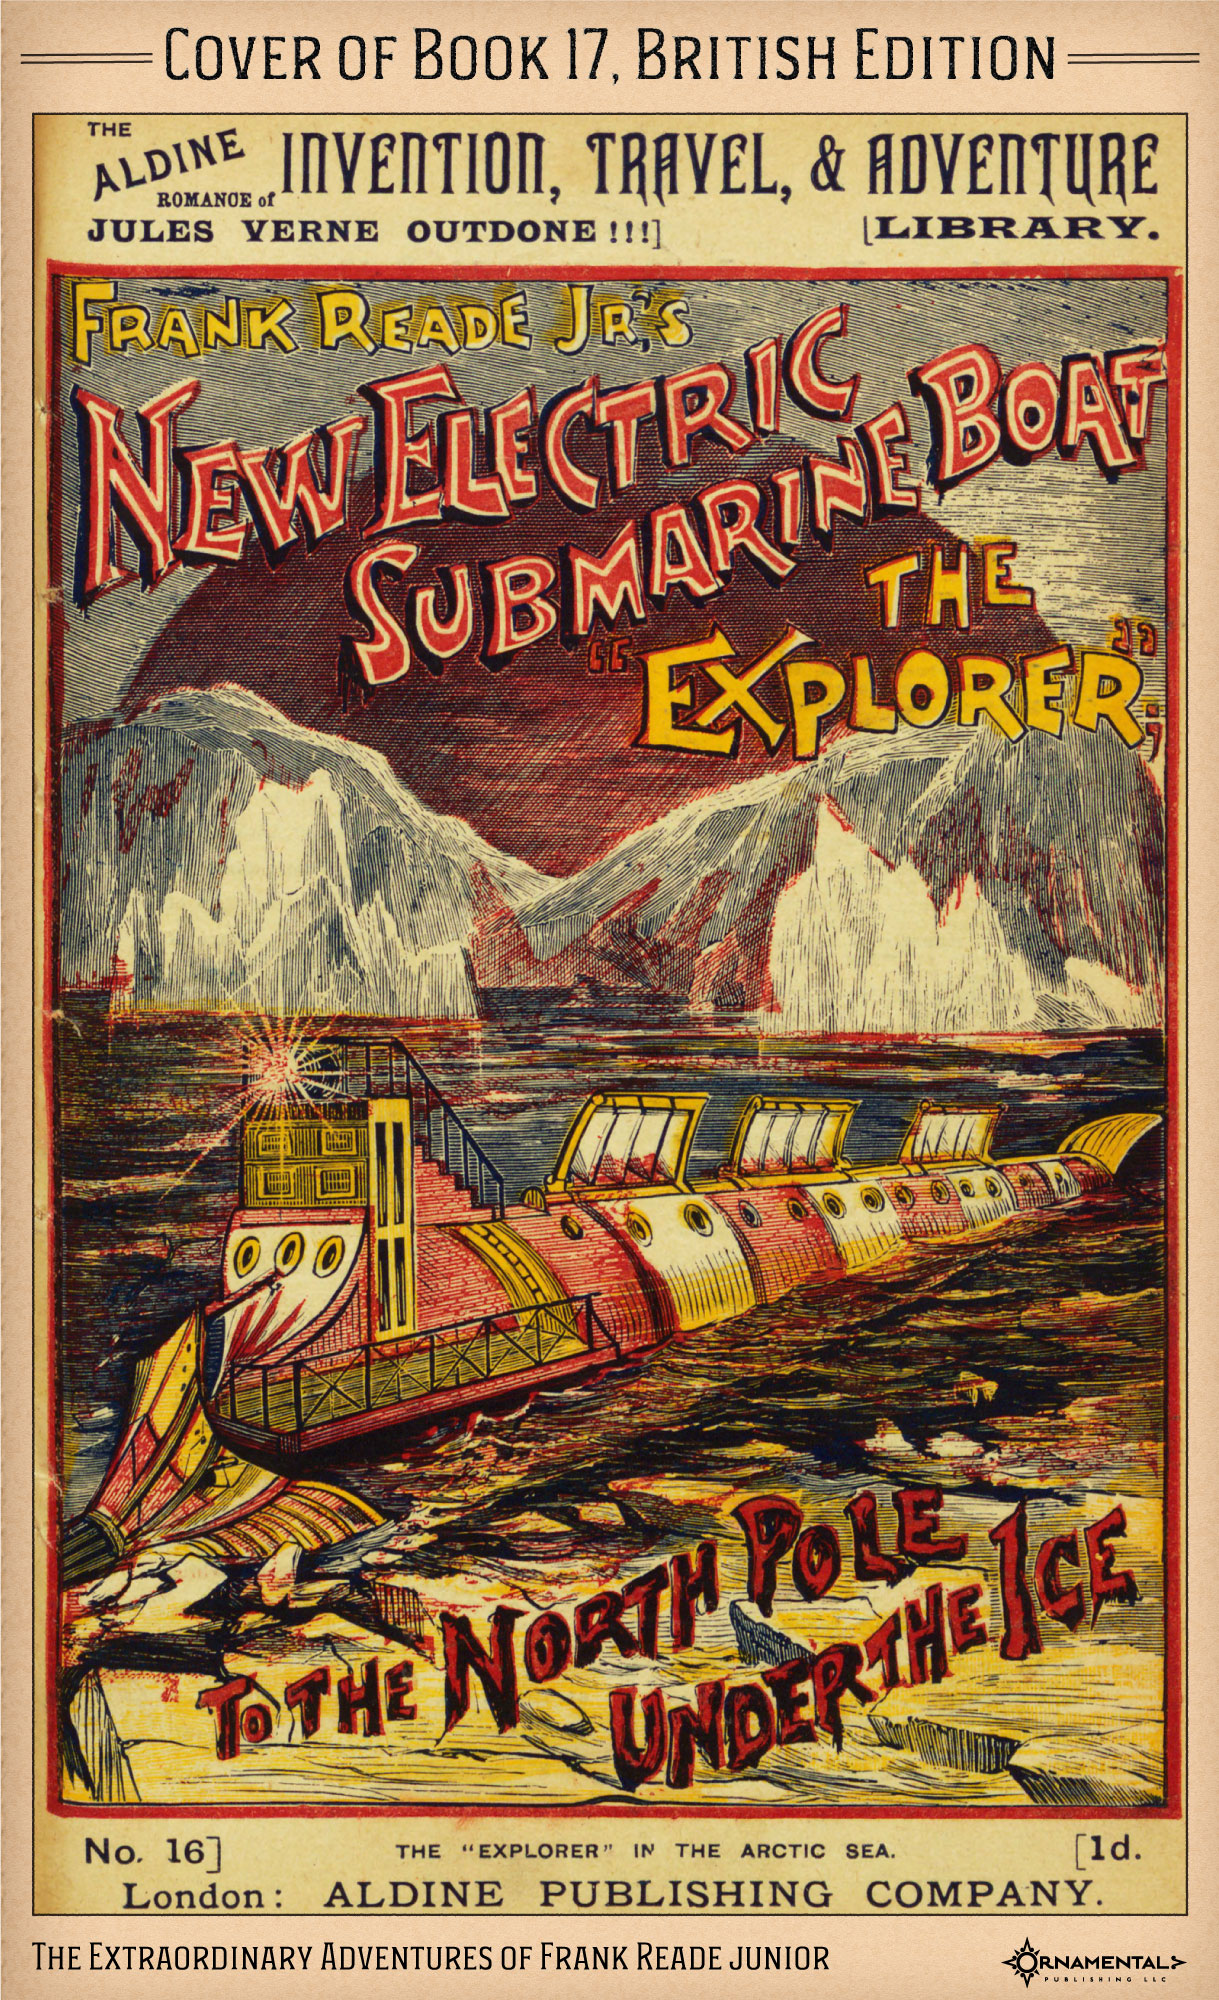 COVER OF BOOK 17, BRITISH EDITION
THE
ALDINE
ROMANCE of
INVENTION, TRAVEL, & ADVENTURE
JULES VERNE OUTDONE !!!]
[LIBRARY.
FRANK READE JR.'S
NEW ELECTRIC
SUBMARINE BOAT
THE
“EXPLORER”;
TO THE NORTH POLE
UNDER THE ICE
No. 16]
THE “EXPLORER” IN THE ARCTIC SEA.
[1d.
London: ALDINE PUBLISHING COMPANY.
THE EXTRAORDINARY ADVENTURES OF FRANK READE JUNIOR
ORNAMENTAL
PUBLISHING LLC